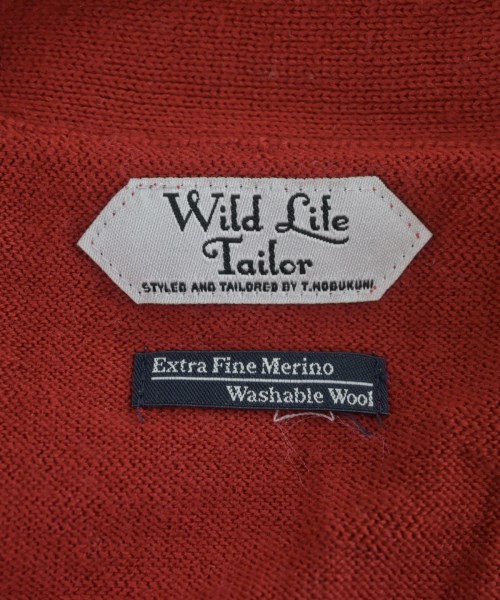 Wild Life
Tailor
STYLED AND TAILORED BY T.NOBUKUNI.
Extra Fine Merino
Washable Wool